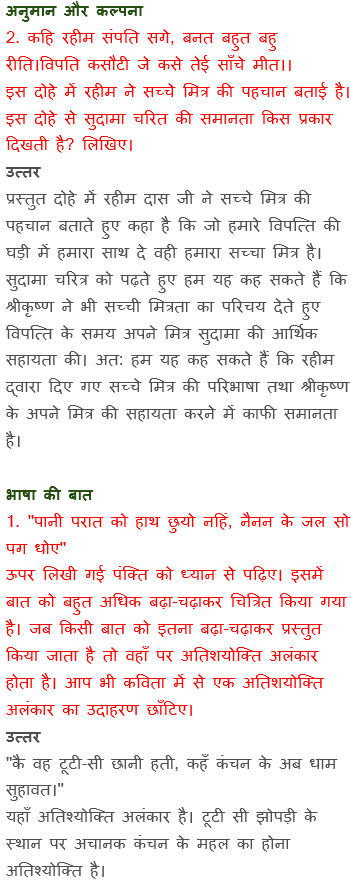 अनुमान और कल्पना
2. कहि रहीम संपति सगे, बनत बहुत बहु
रीति।विपति कसौटी जे कसे तेई साँचे मीत।।
इस दोहे में रहीम ने सच्चे मित्र की पहचान बताई है।
इस दोहे से सुदामा चरित की समानता किस प्रकार
दिखती है? लिखिए।
उत्तर
प्रस्तुत दोहे में रहीम दास जी ने सच्चे मित्र की
पहचान बताते हुए कहा है कि जो हमारे विपत्ति की
घड़ी में हमारा साथ दे वही हमारा सच्चा मित्र है।
सुदामा चरित्र को पढ़ते हुए हम यह कह सकते हैं कि
श्रीकृष्ण ने भी सच्ची मित्रता का परिचय देते हुए
विपत्ति के समय अपने मित्र सुदामा की आर्थिक
सहायता की। अत: हम यह कह सकते हैं कि रहीम
द्वारा दिए गए सच्चे मित्र की परिभाषा तथा श्रीकृष्ण
के अपने मित्र की सहायता करने में काफी समानता
है।
भाषा की बात
1. "पानी परात को हाथ छुयो नहिं, नैनन के जल सो
पग धोए"
ऊपर लिखी गई पंक्ति को ध्यान से पढ़िए। इसमें
बात को बहुत अधिक बढ़ा-चढ़ाकर चित्रित किया गया
है। जब किसी बात को इतना बढ़ा-चढ़ाकर प्रस्तुत
किया जाता है तो वहाँ पर अतिशयोक्ति अलंकार
होता है। आप भी कविता में से एक अतिशयोक्ति
अलंकार का उदाहरण छाँटिए।
उत्तर
"कै वह टूटी-सी छानी हती, कहँ कंचन के अब धाम
सुहावत।"
यहाँ अतिश्योक्ति अलंकार है। टूटी सी झोपड़ी के
स्थान पर अचानक कंचन के महल का होना
अतिश्योक्ति है।